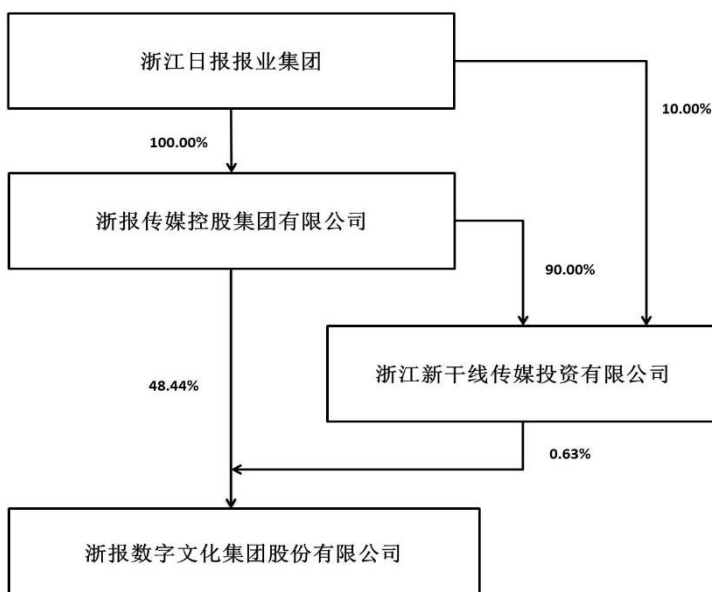 浙江日报报业集团
10.00%
100.00%
浙报传媒控股集团有限公司
90.00%
浙江新干线传媒投资有限公司
48.44%
0.63%
浙报数字文化集团股份有限公司